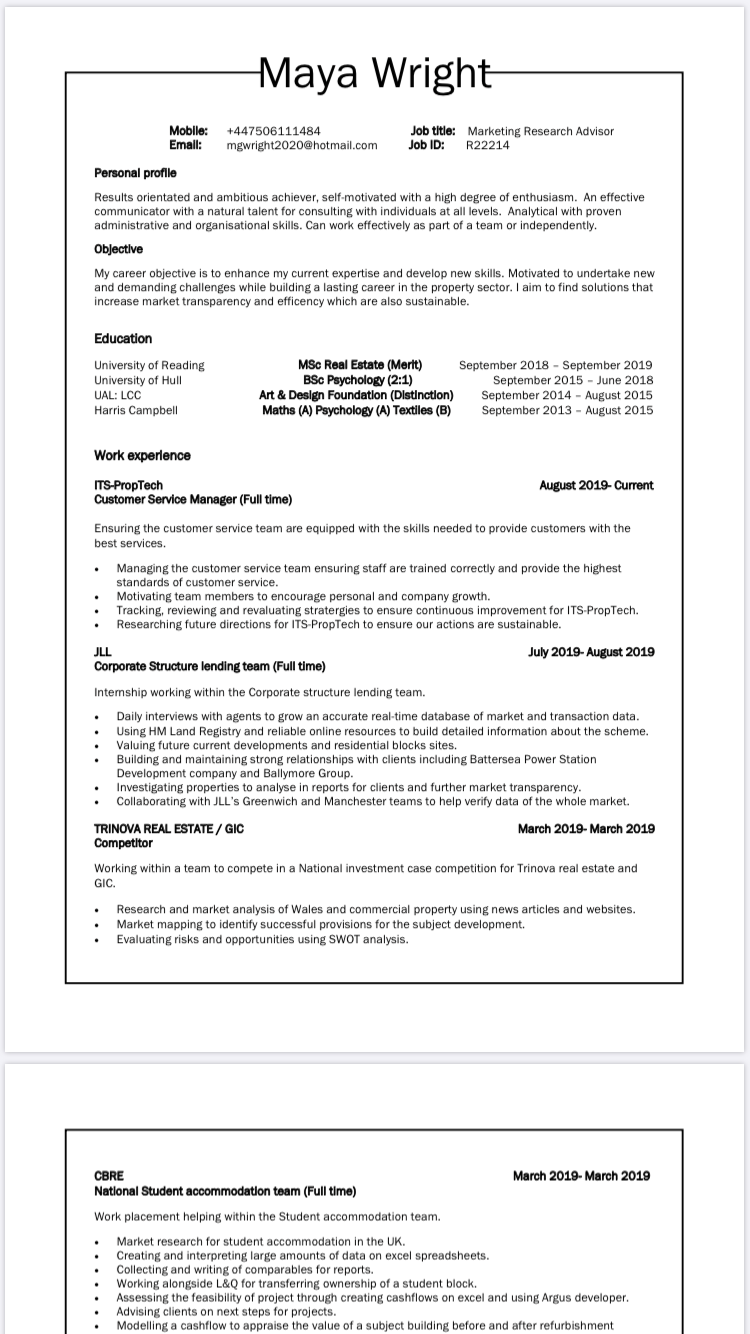 Maya Wright
Mobile: +447506111484 Job title: Marketing Research Advisor
Email: mgwright2020@hotmail.com Job ID: R22214
Personal profile
Results orientated and ambitious achiever, self-motivated with a high degree of enthusiasm. An effective
communicator with a natural talent for consulting with individuals at all levels. Analytical with proven
administrative and organisational skills. Can work effectively as part of a team or independently.
Objective
My career objective is to enhance my current expertise and develop new skills. Motivated to undertake new
and demanding challenges while building a lasting career in the property sector. I aim to find solutions that
increase market transparency and efficency which are also sustainable.
Education
University of Reading MSc Real Estate (Merit) September 2018 – September 2019
University of Hull BSc Psychology (2:1) September 2015 – June 2018
UAL: LCC Art & Design Foundation (Distinction) September 2014 – August 2015
Harris Campbell Maths (A) Psychology (A) Textiles (B) September 2013 – August 2015
Work experience
ITS-PropTech August 2019- Current
Customer Service Manager (Full time)
Ensuring the customer service team are equipped with the skills needed to provide customers with the
best services.
• Managing the customer service team ensuring staff are trained correctly and provide the highest
standards of customer service.
• Motivating team members to encourage personal and company growth.
• Tracking, reviewing and revaluating stratergies to ensure continuous improvement for ITS-PropTech.
• Researching future directions for ITS-PropTech to ensure our actions are sustainable.
JLL July 2019- August 2019
Corporate Structure lending team (Full time)
Internship working within the Corporate structure lending team.
• Daily interviews with agents to grow an accurate real-time database of market and transaction data.
• Using HM Land Registry and reliable online resources to build detailed information about the scheme.
• Valuing future current developments and residential blocks sites.
• Building and maintaining strong relationships with clients including Battersea Power Station
Development company and Ballymore Group.
• Investigating properties to analyse in reports for clients and further market transparency.
• Collaborating with JLL's Greenwich and Manchester teams to help verify data of the whole market.
TRINOVA REAL ESTATE / GIC March 2019- March 2019
Competitor
Working within a team to compete in a National investment case competition for Trinova real estate and
GIC.
• Research and market analysis of Wales and commercial property using news articles and websites.
• Market mapping to identify successful provisions for the subject development.
• Evaluating risks and opportunities using SWOT analysis.
CBRE March 2019- March 2019
National Student accommodation team (Full time)
Work placement helping within the Student accommodation team.
• Market research for student accommodation in the UK.
• Creating and interpreting large amounts of data on excel spreadsheets.
• Collecting and writing of comparables for reports.
• Working alongside L&Q for transferring ownership of a student block.
• Assessing the feasibility of project through creating cashflows on excel and using Argus developer.
• Advising clients on next steps for projects.
• Modelling a cashflow to appraise the value of a subject building before and after refurbishment